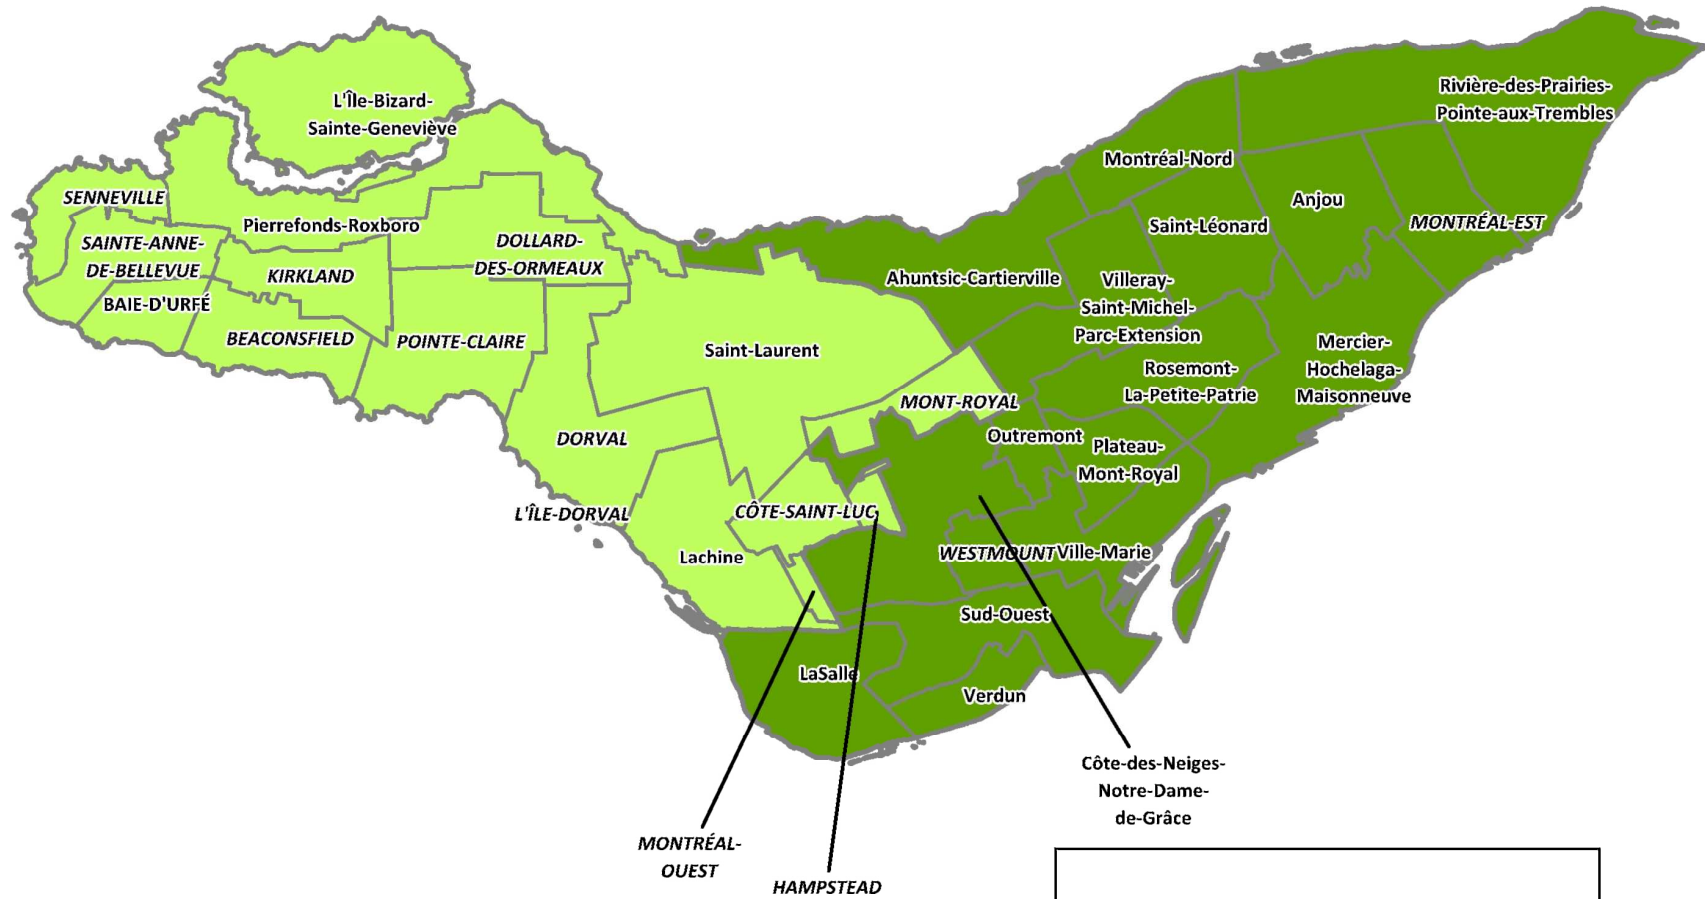 L'Île-Bizard-
Sainte-Geneviève
Rivière-des-Prairies-
Pointe-aux-Trembles
Montréal-Nord
SENNEVILLE
Pierrefonds-Roxboro
Anjou
Saint-Léonard
MONTRÉAL-EST
SAINTE-ANNE-
DE-BELLEVUE
DOLLARD-
DES-ORMEAUX
KIRKLAND
BAIE-D'URFÉ
Ahuntsic-Cartierville
Villeray-
Saint-Michel-
Parc-Extension
BEACONSFIELD
POINTE-CLAIRE
Saint-Laurent
Mercier-
Hochelaga-
Maisonneuve
Rosemont-
La-Petite-Patrie
MONT-ROYAL
DORVAL
Outremont
Plateau-
Mont-Royal
L'ÎLE-DORVAL
CÔTE-SAINT-LUC
Lachine
WESTMOUNT
Ville-Marie
Sud-Ouest
LaSalle
Verdun
Côte-des-Neiges-
Notre-Dame-
de-Grâce
MONTRÉAL-
OUEST
HAMPSTEAD